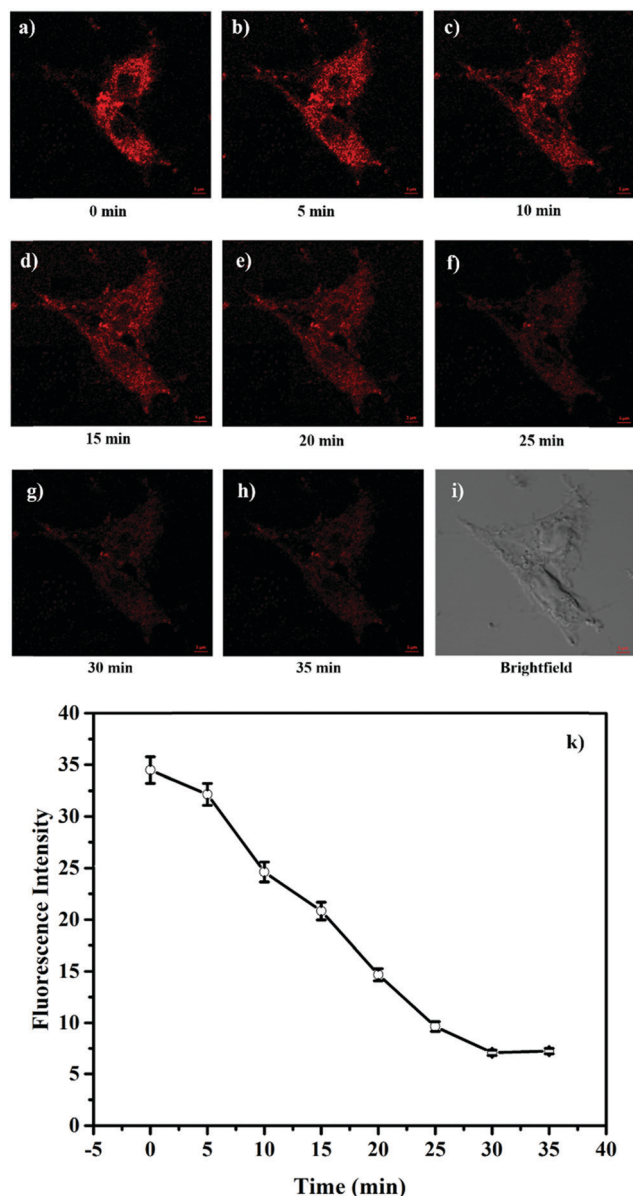 a) b) c)
0 min 5 min 10 min
d) e) f)
15 min 20 min 25 min
g) h) i)
30 min 35 min Brightfield
k)
Fluorescence Intensity
40
35
30
25
20
15
10
5
0
-5 0 5 10 15 20 25 30 35 40
Time (min)